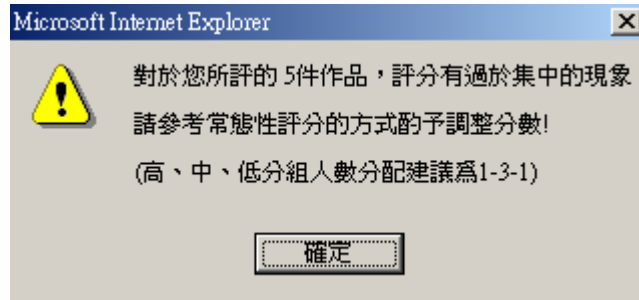 Microsoft Internet Explorer
對於您所評的 5件作品，評分有過於集中的現象
請參考常態性評分的方式酌予調整分數!
(高、中、低分組人數分配建議為1-3-1)
確定